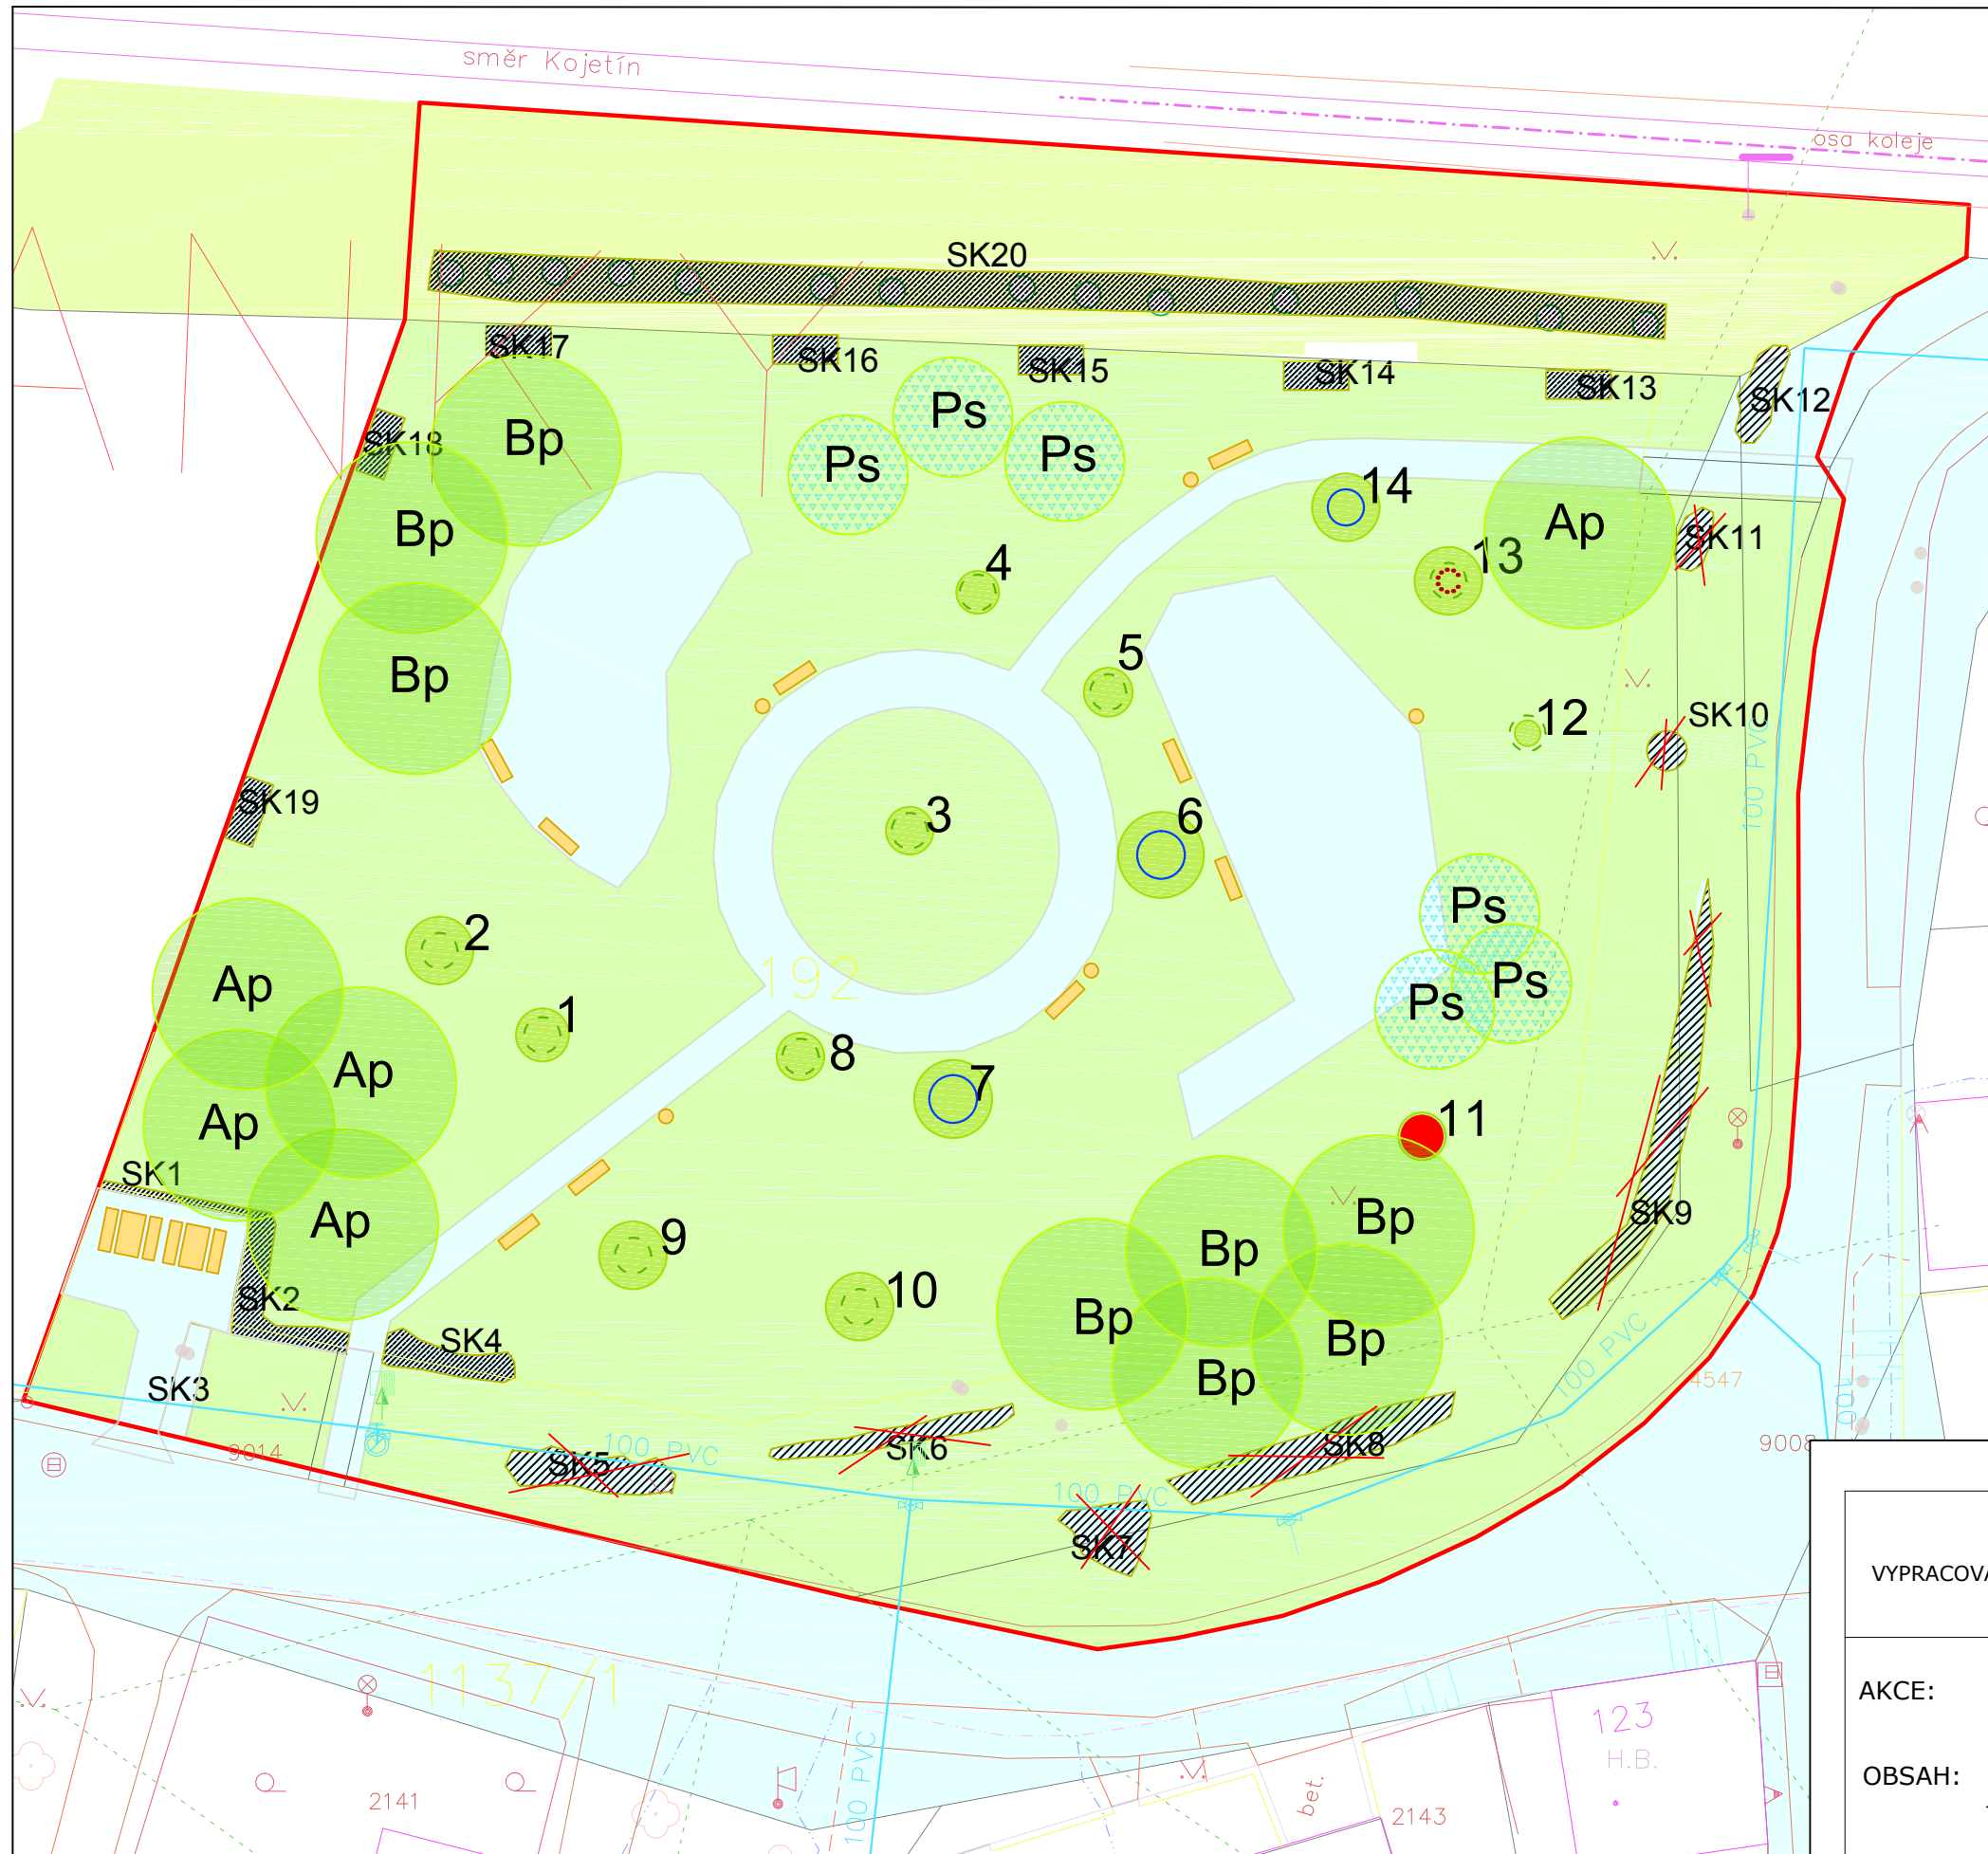 směr Kojetín
osa koleje
SK20
SK17
SK16
SK15
SK14
SK13
SK12
SK18
Bp
Ps
Ps
Ps
14
Ap
Bp
13
SK11
4
5
Bp
12
SK10
100 PVC
SK19
3
6
Ps
2
192
Ps
Ap
Ps
1
8
7
Ap
11
Ap
SK1
Ap
Bp
SK9
9
Bp
10
SK2
Bp
Bp
SK4
Bp
100 PVC
SK3
4547
9014
SK5
100 PVC
SK6
SK8
9008
100 PVC
SK7
VYPRACOVA
1137/1
AKCE:
123
H.B.
OBSAH:
2141
100 PVC
bet.
2143